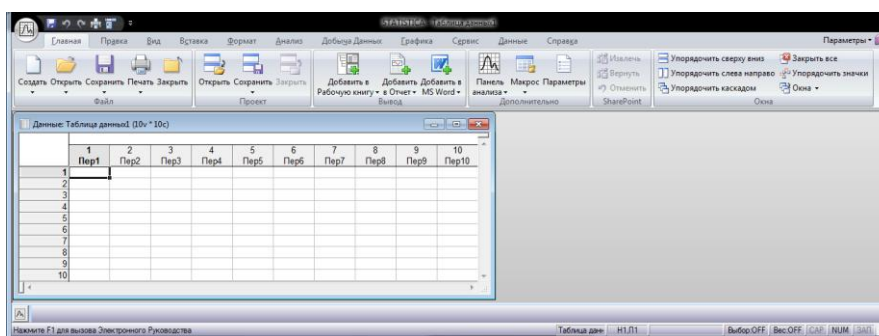 STATISTICA - [Таблица данных1]
Главная Правка Вид Вставка Формат Анализ Добыча Данных Графика Сервис Данные Справка Параметры
Создать Открыть Сохранить Печать Закрыть
Файл
Открыть Сохранить Закрыть
Проект
Добавить в Рабочую книгу Добавить в Отчет Добавить в MS Word
Вывод
Панель анализа Макрос Параметры
Дополнительно
Извлечь
Вернуть
Отменить
SharePoint
Упорядочить сверху вниз Закрыть все
Упорядочить слева направо Упорядочить значки
Упорядочить каскадом Окна
Окна
Данные: Таблица данных1 (10v * 10c)
1 2 3 4 5 6 7 8 9 10
Пер1 Пер2 Пер3 Пер4 Пер5 Пер6 Пер7 Пер8 Пер9 Пер10
1
2
3
4
5
6
7
8
9
10
Нажмите F1 для вызова Электронного Руководства Таблица данн Н1,П1 Выбор:OFF Вес:OFF CAP NUM ЗАП